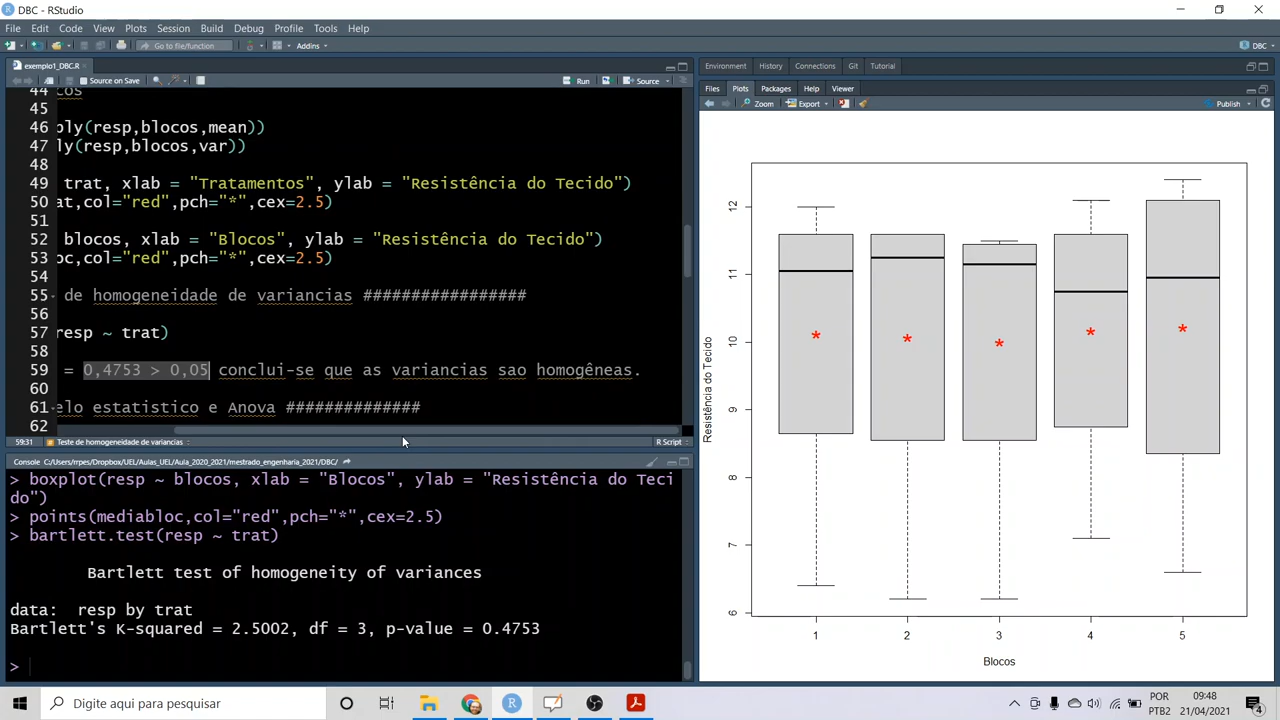 DBC - RStudio
File Edit Code View Plots Session Build Debug Profile Tools Help
Go to file/function Addins DBC
exemplo1_DBC.R
Source on Save Run Source
44 cos
45
46 ply(resp,blocos,mean))
47 ly(resp,blocos,var))
48
49 trat, xlab = "Tratamentos", ylab = "Resistência do Tecido")
50 at,col="red",pch="*",cex=2.5)
51
52 blocos, xlab = "Blocos", ylab = "Resistência do Tecido")
53 oc,col="red",pch="*",cex=2.5)
54
55 de homogeneidade de variancias #################
56
57 resp ~ trat)
58
59 = 0,4753 > 0,05 conclui-se que as variancias sao homogêneas.
60
61 elo estatistico e Anova ##############
62
59:31 Teste de homogeneidade de variancias R Script
Console C:/Users/rrpes/Dropbox/UEL/Aulas_UEL/Aula_2020_2021/mestrado_engenharia_2021/DBC/
> boxplot(resp ~ blocos, xlab = "Blocos", ylab = "Resistência do Teci
do")
> points(mediabloc,col="red",pch="*",cex=2.5)
> bartlett.test(resp ~ trat)
Bartlett test of homogeneity of variances
data: resp by trat
Bartlett's K-squared = 2.5002, df = 3, p-value = 0.4753
>
Environment History Connections Git Tutorial
Files Plots Packages Help Viewer
Zoom Export Publish
12
11
10
9
8
7
6
Resistência do Tecido
* * * * *
1 2 3 4 5
Blocos
Digite aqui para pesquisar
POR
PTB2
09:48
21/04/2021
4